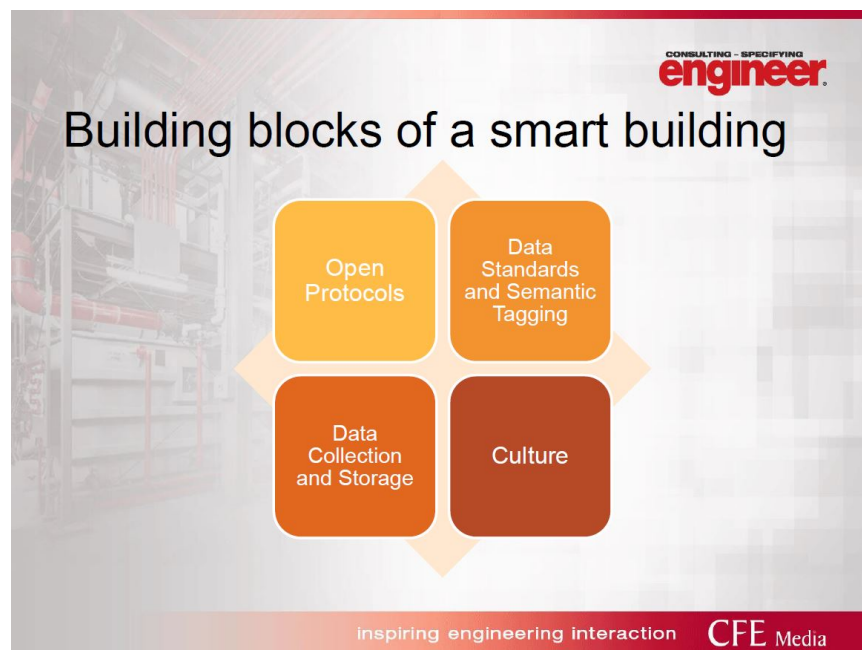 CONSULTING - SPECIFYING
engineer®
Building blocks of a smart building
Open
Protocols
Data
Standards
and Semantic
Tagging
Data
Collection
and Storage
Culture
inspiring engineering interaction
CFE Media